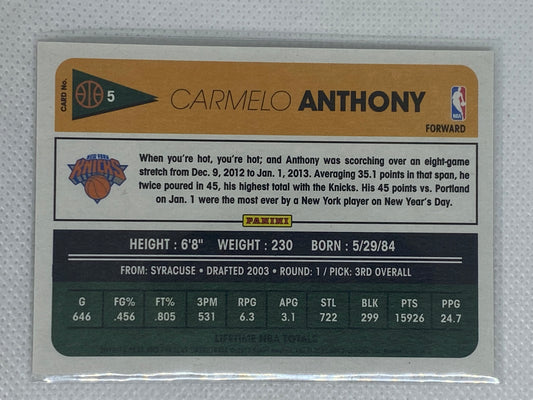 CARD No.
5
CARMELO ANTHONY
NBA
FORWARD
NEW YORK
KNICKS
When you're hot, you're hot; and Anthony was scorching over an eight-game
stretch from Dec. 9, 2012 to Jan. 1, 2013. Averaging 35.1 points in that span, he
twice poured in 45, his highest total with the Knicks. His 45 points vs. Portland
on Jan. 1 were the most ever by a New York player on New Year's Day.
PANINI
HEIGHT : 6'8" WEIGHT : 230 BORN : 5/29/84
FROM: SYRACUSE • DRAFTED 2003 • ROUND: 1 / PICK: 3RD OVERALL
G FG% FT% 3PM RPG APG STL BLK PTS PPG
646 .456 .805 531 6.3 3.1 722 299 15926 24.7
LIFETIME NBA TOTALS